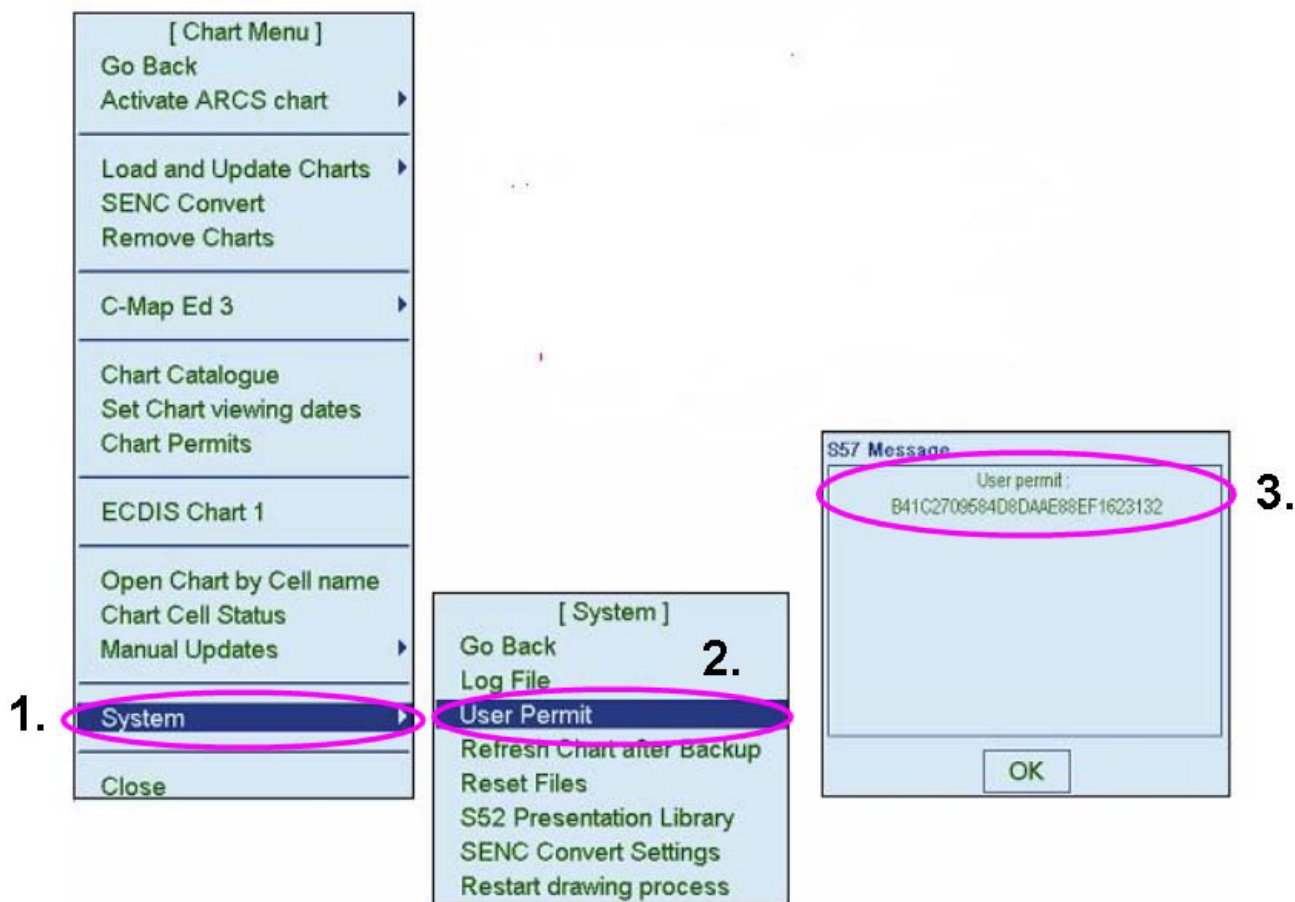 [ Chart Menu ]
Go Back
Activate ARCS chart
Load and Update Charts
SENC Convert
Remove Charts
C-Map Ed 3
Chart Catalogue
Set Chart viewing dates
Chart Permits
ECDIS Chart 1
Open Chart by Cell name
Chart Cell Status
Manual Updates
1.
System
Close
[ System ]
Go Back
2.
Log File
User Permit
Refresh Chart after Backup
Reset Files
S52 Presentation Library
SENC Convert Settings
Restart drawing process
S57 Message
User permit :
B41C2709584D8DAAE88EF1623132
3.
OK